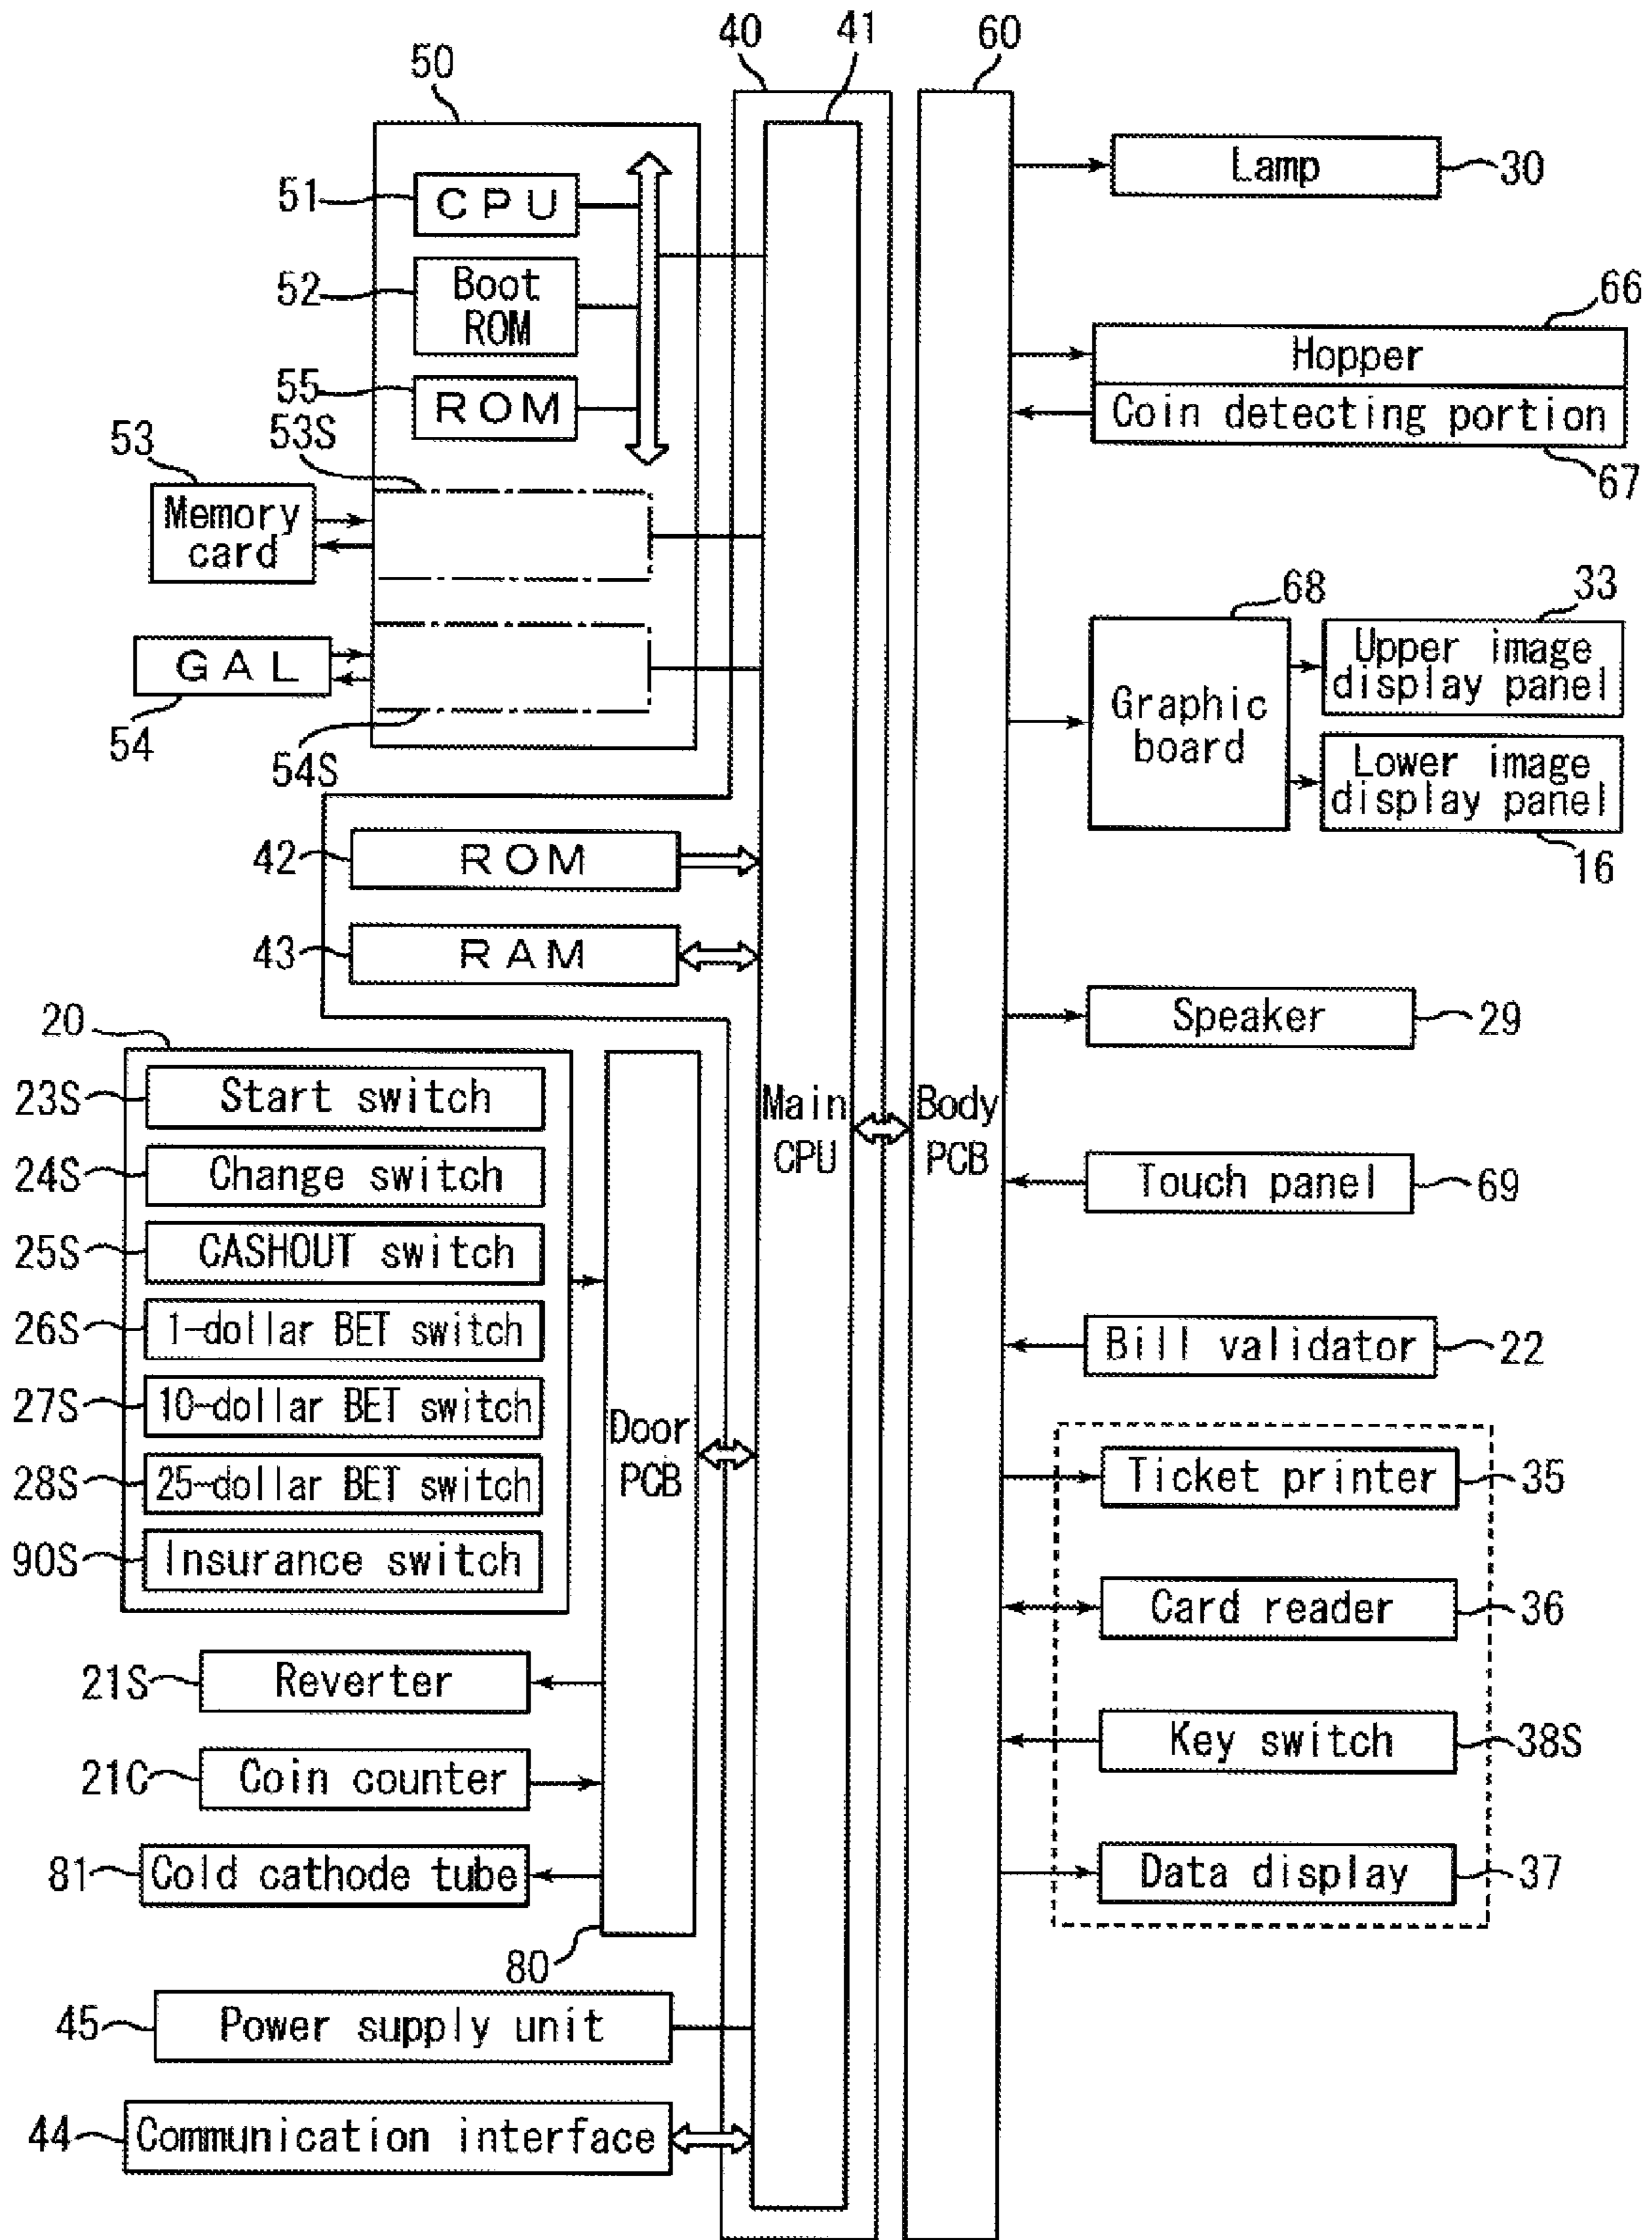 40
41
60
50
51
CPU
52
Boot
ROM
55
ROM
53S
53
Memory
card
GAL
54
54S
42
ROM
43
RAM
20
23S
Start switch
24S
Change switch
25S
CASHOUT switch
26S
1-dollar BET switch
27S
10-dollar BET switch
28S
25-dollar BET switch
90S
Insurance switch
21S
Reverter
21C
Coin counter
81
Cold cathode tube
Door
PCB
80
45
Power supply unit
44
Communication interface
Main
CPU
Body
PCB
Lamp
30
66
Hopper
Coin detecting portion
67
68
Graphic
board
33
Upper image
display panel
Lower image
display panel
16
Speaker
29
Touch panel
69
Bill validator
22
Ticket printer
35
Card reader
36
Key switch
38S
Data display
37